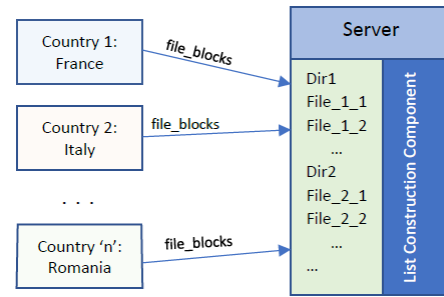 Country 1:
France
file_blocks
Country 2:
Italy
file_blocks
. . .
Country ‘n’:
Romania
file_blocks
Server
Dir1
File_1_1
File_1_2
...
Dir2
File_2_1
File_2_2
...
...
List Construction Component